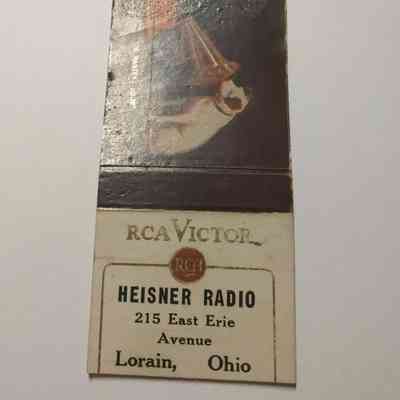 RCA VICTOR
RCA
HEISNER RADIO
215 East Erie
Avenue
Lorain, Ohio